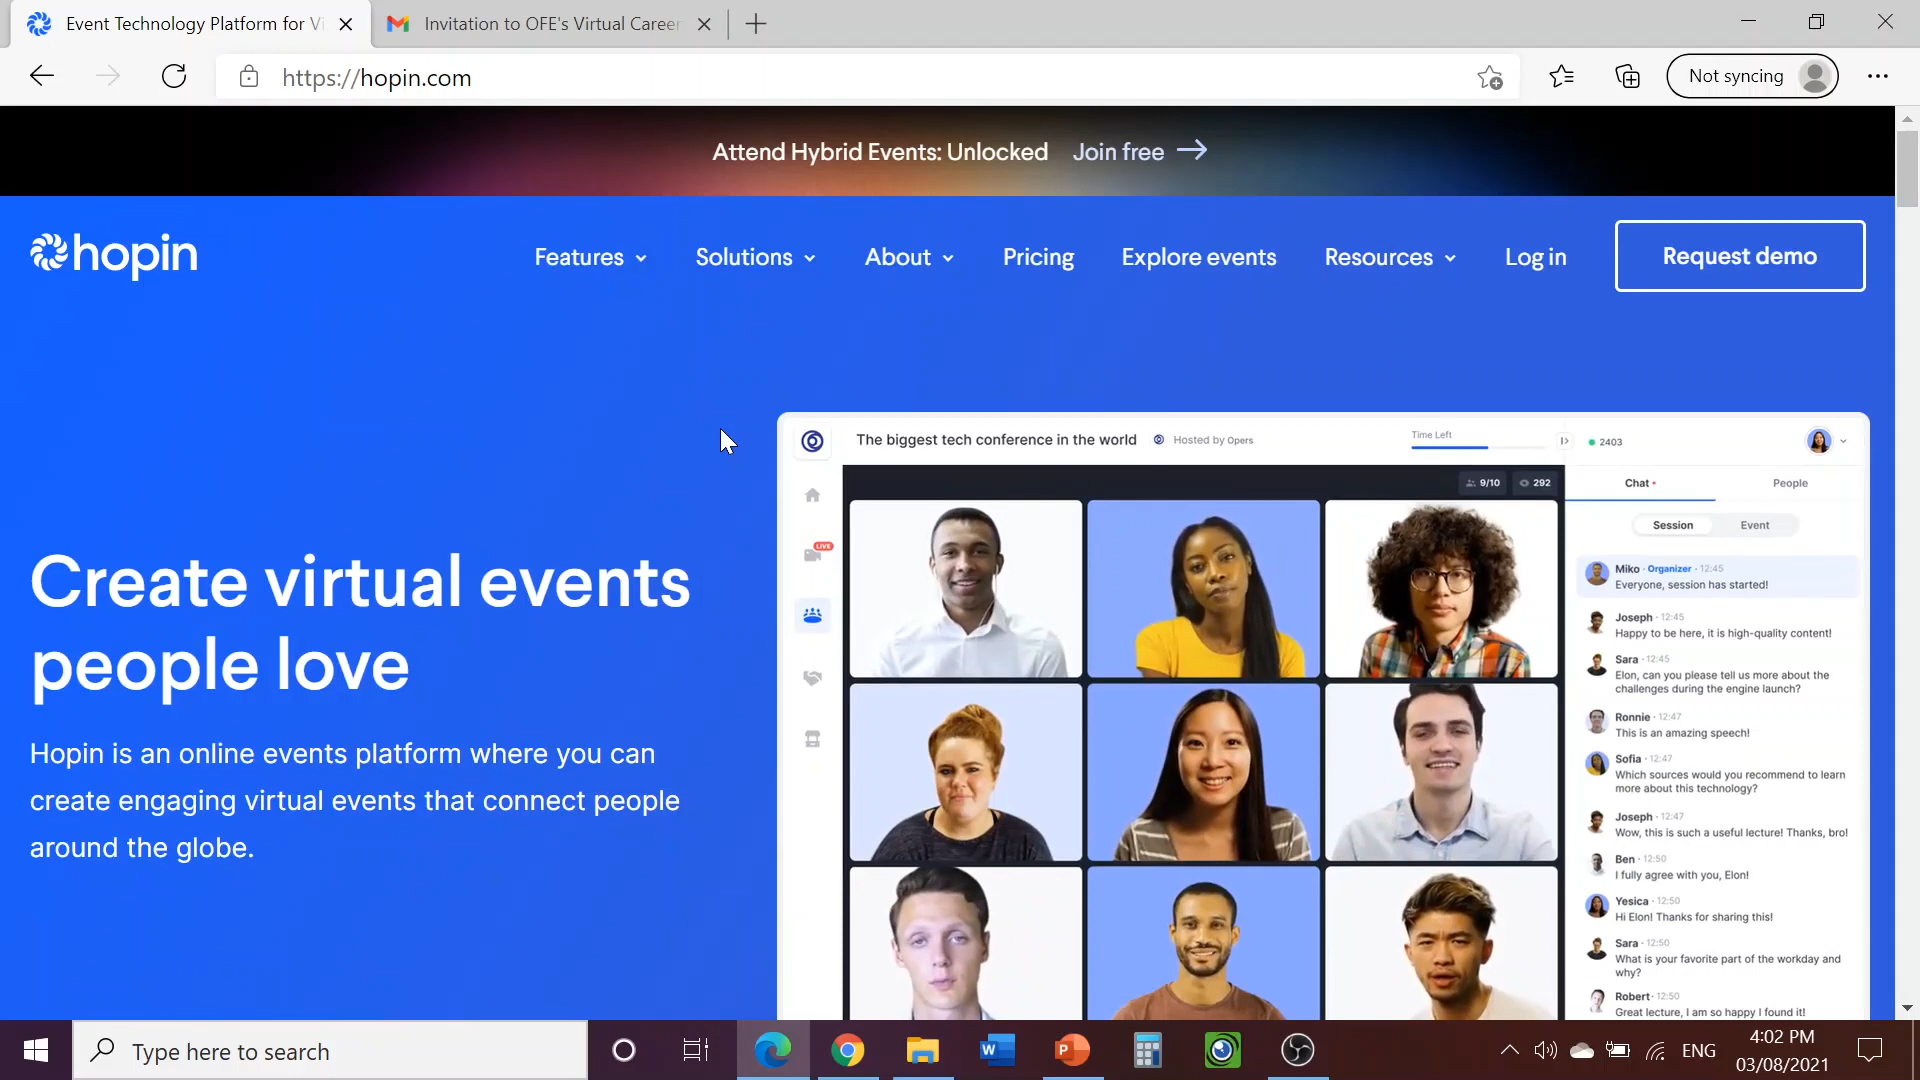 Event Technology Platform for Vi
Invitation to OFE's Virtual Career
https://hopin.com
Not syncing
Attend Hybrid Events: Unlocked Join free
hopin
Features
Solutions
About
Pricing
Explore events
Resources
Log in
Request demo
Create virtual events
people love
Hopin is an online events platform where you can
create engaging virtual events that connect people
around the globe.
The biggest tech conference in the world
Hosted by Opers
Time Left
2403
LIVE
9/10
292
Chat
People
Session
Event
Miko · Organizer · 12:45
Everyone, session has started!
Joseph · 12:45
Happy to be here, it is high-quality content!
Sara · 12:45
Elon, can you please tell us more about the
challenges during the engine launch?
Ronnie · 12:47
This is an amazing speech!
Sofia · 12:47
Which sources would you recommend to learn
more about this technology?
Joseph · 12:47
Wow, this is such a useful lecture! Thanks, bro!
Ben · 12:50
I fully agree with you, Elon!
Yesica · 12:50
Hi Elon! Thanks for sharing this!
Sara · 12:50
What is your favorite part of the workday and
why?
Robert · 12:50
Great lecture, I am so happy I found it!
Type here to search
W
P
ENG
4:02 PM
03/08/2021